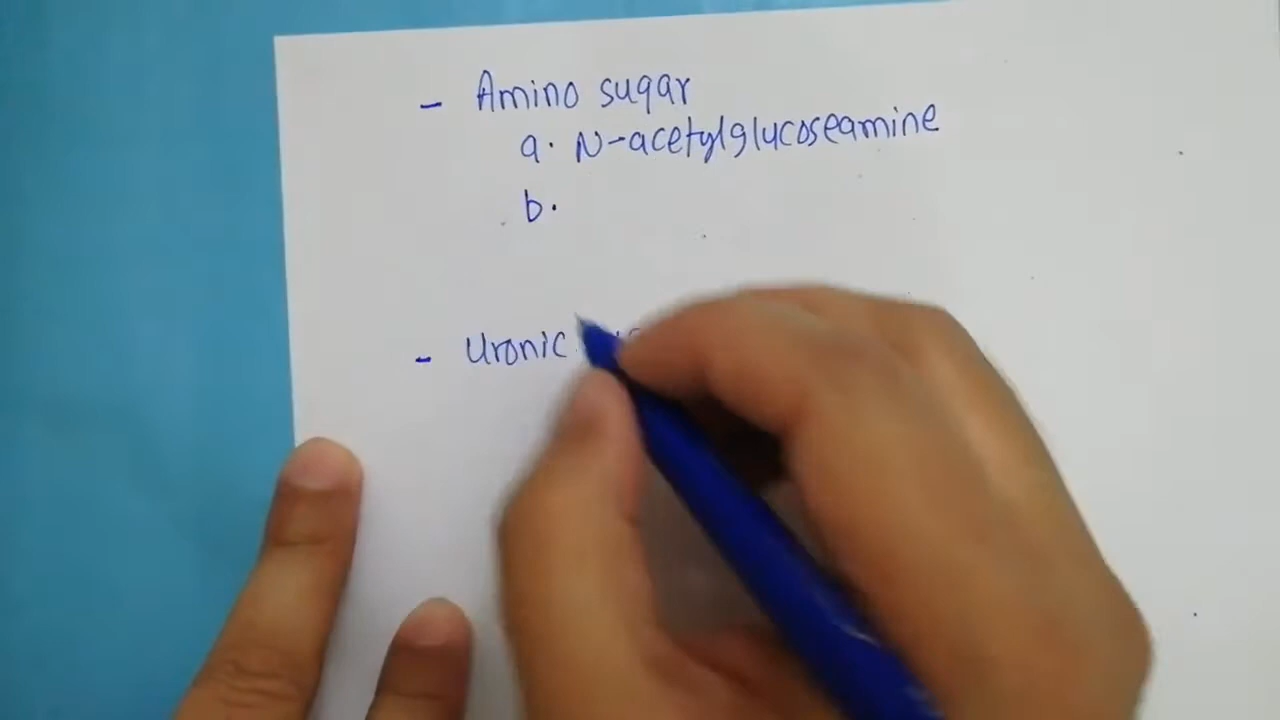 - Amino sugar
a. N-acetylglucoseamine
b.
- Uronic